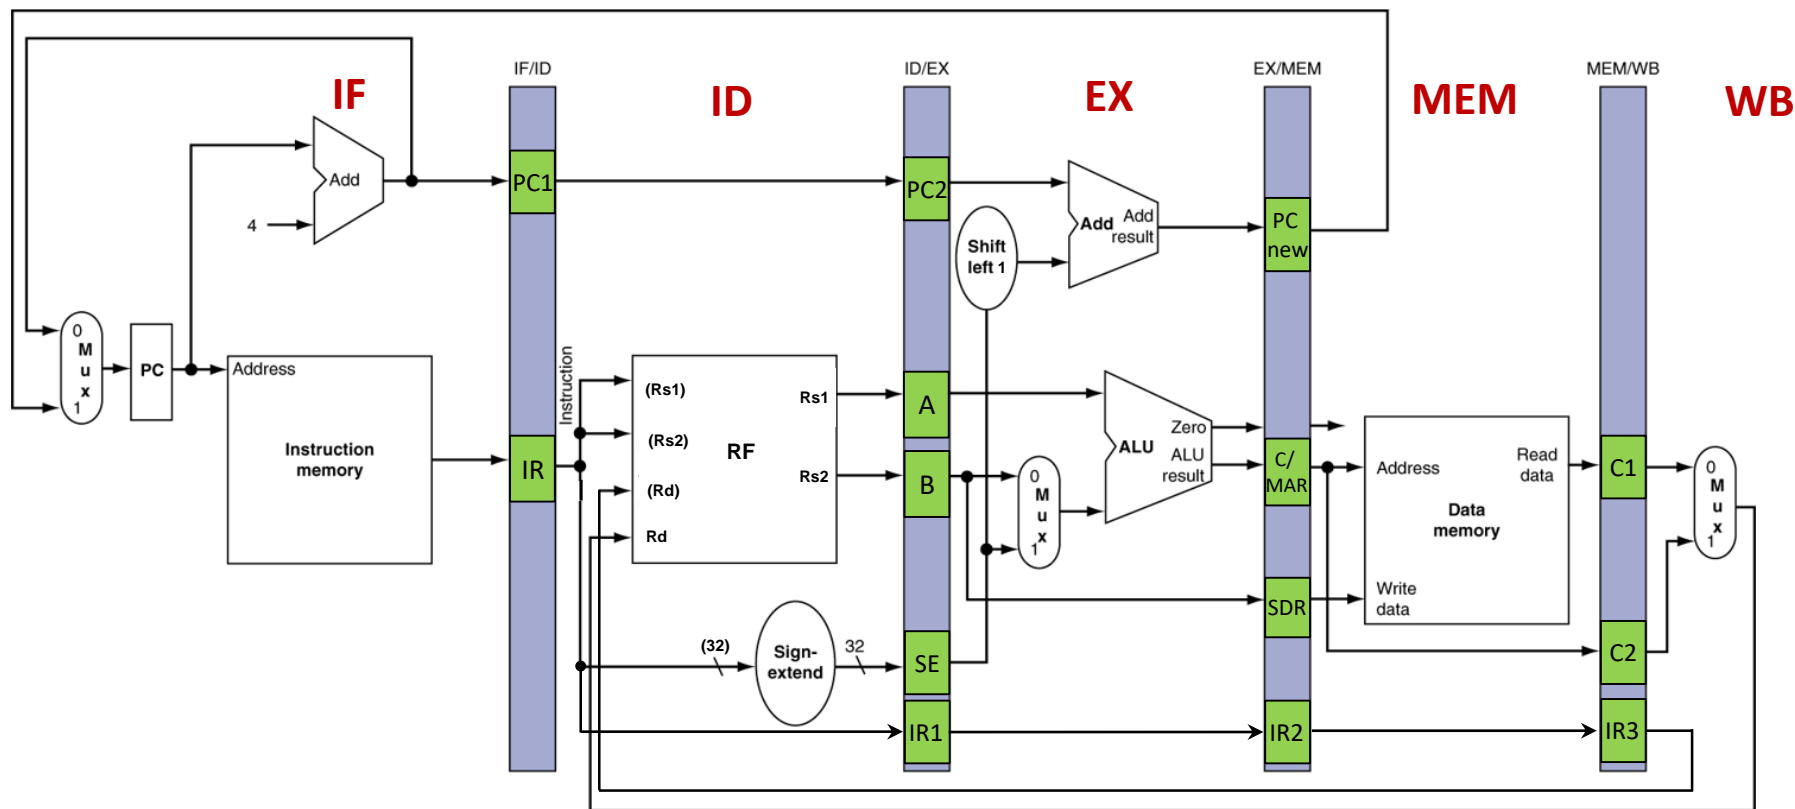 IF/ID
ID/EX
EX/MEM
MEM/WB
IF
ID
EX
MEM
WB
Add
4
PC1
PC2
Add
Add
result
PC
new
Shift
left 1
0
M
u
x
1
PC
Address
Instruction
memory
Instruction
IR
(Rs1)
(Rs2)
(Rd)
Rd
RF
Rs1
Rs2
A
B
0
M
u
x
1
ALU
Zero
ALU
result
C/
MAR
Address
Read
data
Data
memory
Write
data
C1
0
M
u
x
1
SDR
C2
(32)
Sign-
extend
32
SE
IR1
IR2
IR3